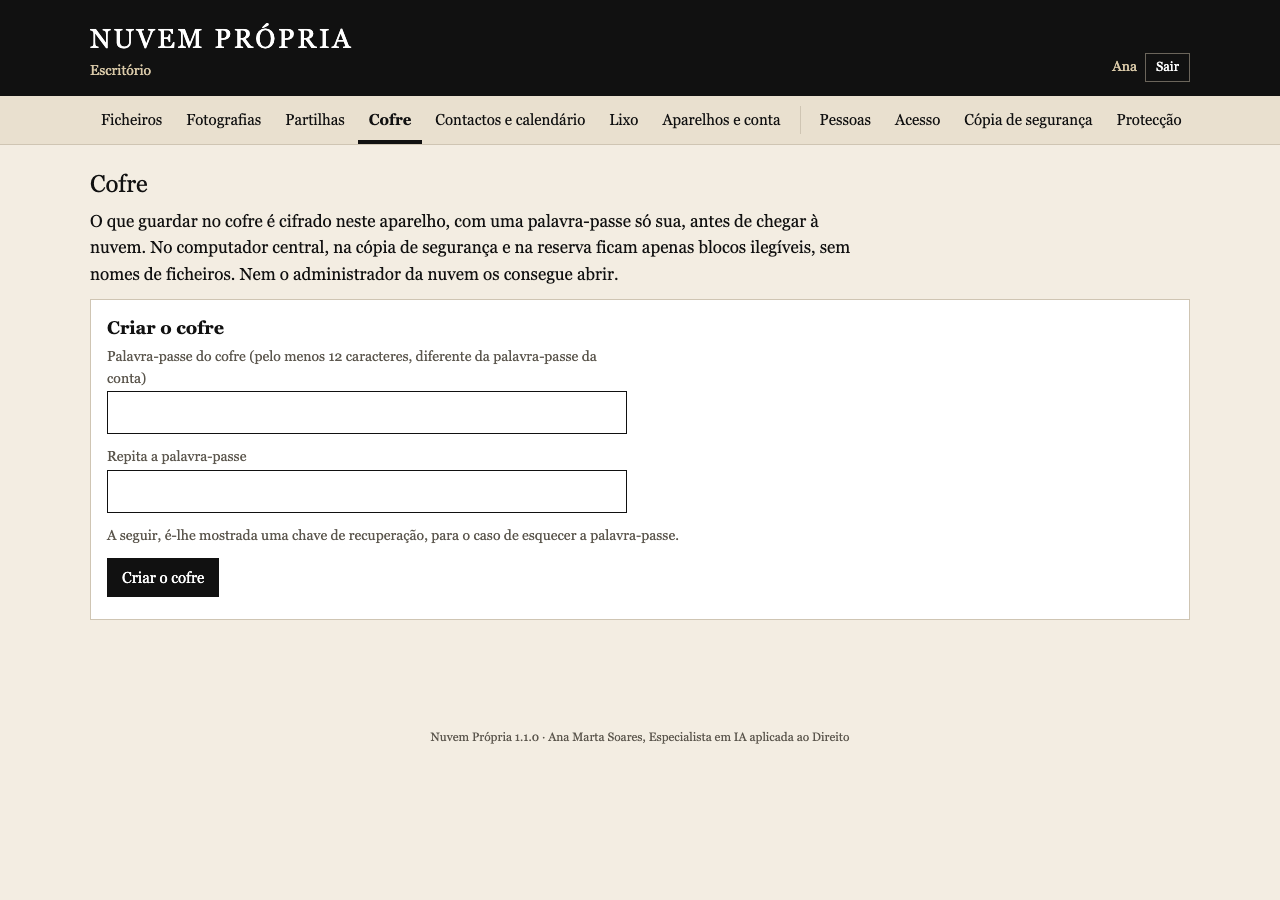 NUVEM PRÓPRIA
Escritório
Ana
Sair
Ficheiros Fotografias Partilhas Cofre Contactos e calendário Lixo Aparelhos e conta Pessoas Acesso Cópia de segurança Protecção
Cofre
O que guardar no cofre é cifrado neste aparelho, com uma palavra-passe só sua, antes de chegar à
nuvem. No computador central, na cópia de segurança e na reserva ficam apenas blocos ilegíveis, sem
nomes de ficheiros. Nem o administrador da nuvem os consegue abrir.
Criar o cofre
Palavra-passe do cofre (pelo menos 12 caracteres, diferente da palavra-passe da
conta)
Repita a palavra-passe
A seguir, é-lhe mostrada uma chave de recuperação, para o caso de esquecer a palavra-passe.
Criar o cofre
Nuvem Própria 1.1.0 · Ana Marta Soares, Especialista em IA aplicada ao Direito